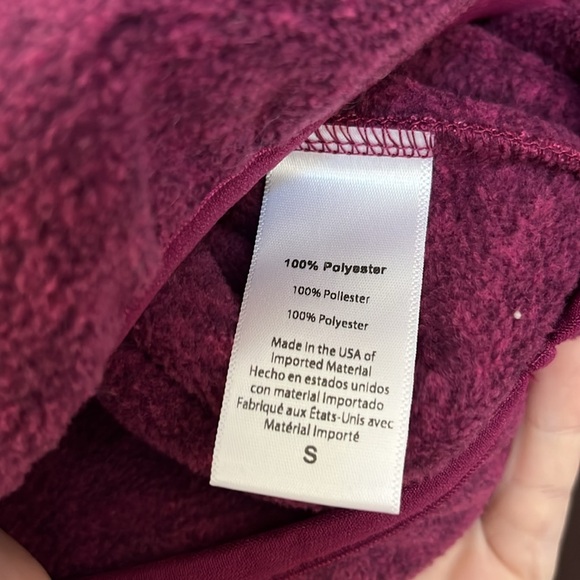 100% Polyester
100% Poliester
100% Polyester
Made in the USA of
Imported Material
Hecho en estados unidos
con material importado
Fabriqué aux États-Unis avec
Matérial Importé
S